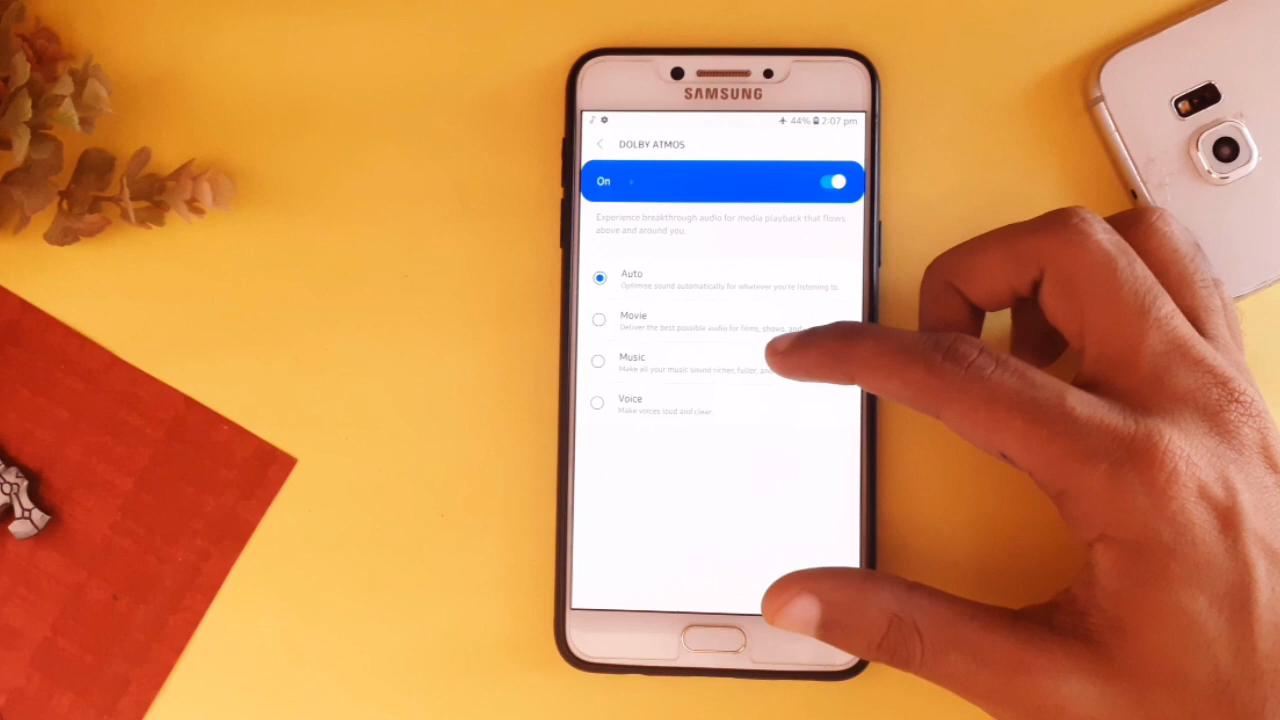 SAMSUNG
44% 2:07 pm
DOLBY ATMOS
On
Experience breakthrough audio for media playback that flows
above and around you.
Auto
Optimise sound automatically for whatever you're listening to.
Movie
Deliver the best possible audio for films, shows, and
Music
Make all your music sound richer, fuller, and
Voice
Make voices loud and clear.